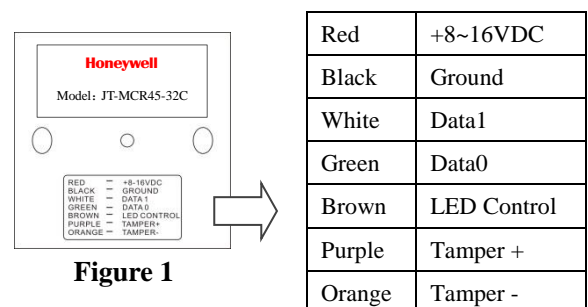 Honeywell
Model：JT-MCR45-32C
RED – +8-16VDC
BLACK – GROUND
WHITE – DATA 1
GREEN – DATA 0
BROWN – LED CONTROL
PURPLE – TAMPER+
ORANGE – TAMPER-
Figure 1
Red +8~16VDC
Black Ground
White Data1
Green Data0
Brown LED Control
Purple Tamper +
Orange Tamper -